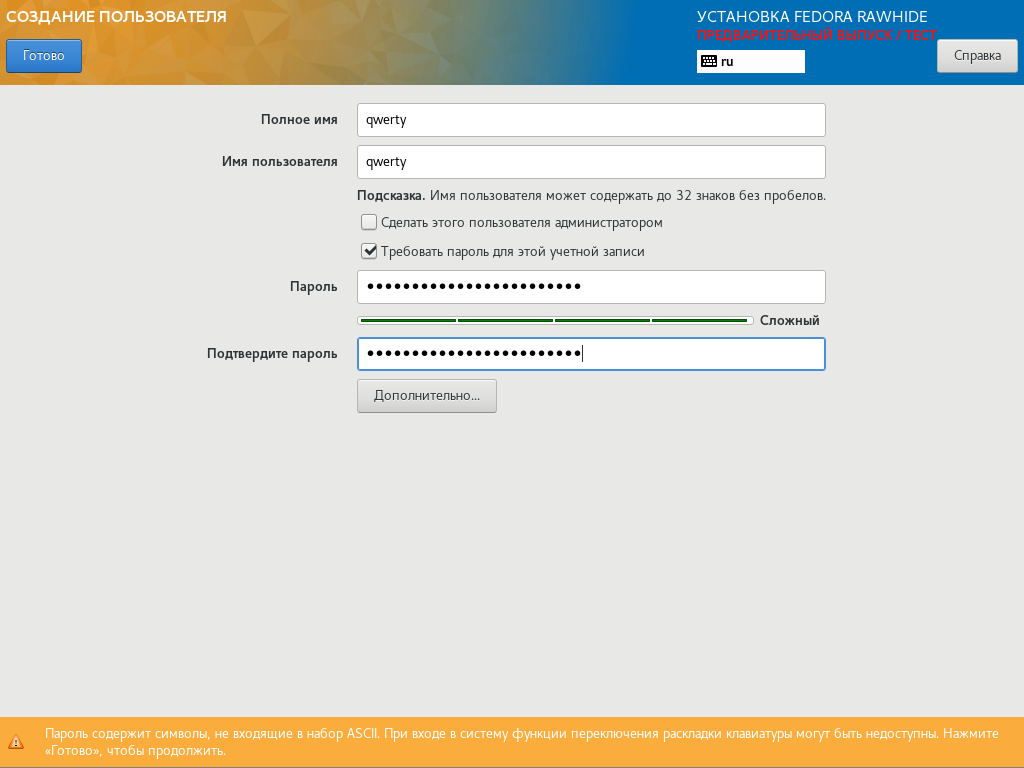 СОЗДАНИЕ ПОЛЬЗОВАТЕЛЯ
УСТАНОВКА FEDORA RAWHIDE
ПРЕДВАРИТЕЛЬНЫЙ ВЫПУСК / ТЕСТ
Готово
ru
Справка
Полное имя
qwerty
Имя пользователя
qwerty
Подсказка. Имя пользователя может содержать до 32 знаков без пробелов.
Сделать этого пользователя администратором
Требовать пароль для этой учетной записи
Пароль
●●●●●●●●●●●●●●●●●●●●●●●●
Сложный
Подтвердите пароль
●●●●●●●●●●●●●●●●●●●●●●●●
Дополнительно...
Пароль содержит символы, не входящие в набор ASCII. При входе в систему функции переключения раскладки клавиатуры могут быть недоступны. Нажмите
«Готово», чтобы продолжить.